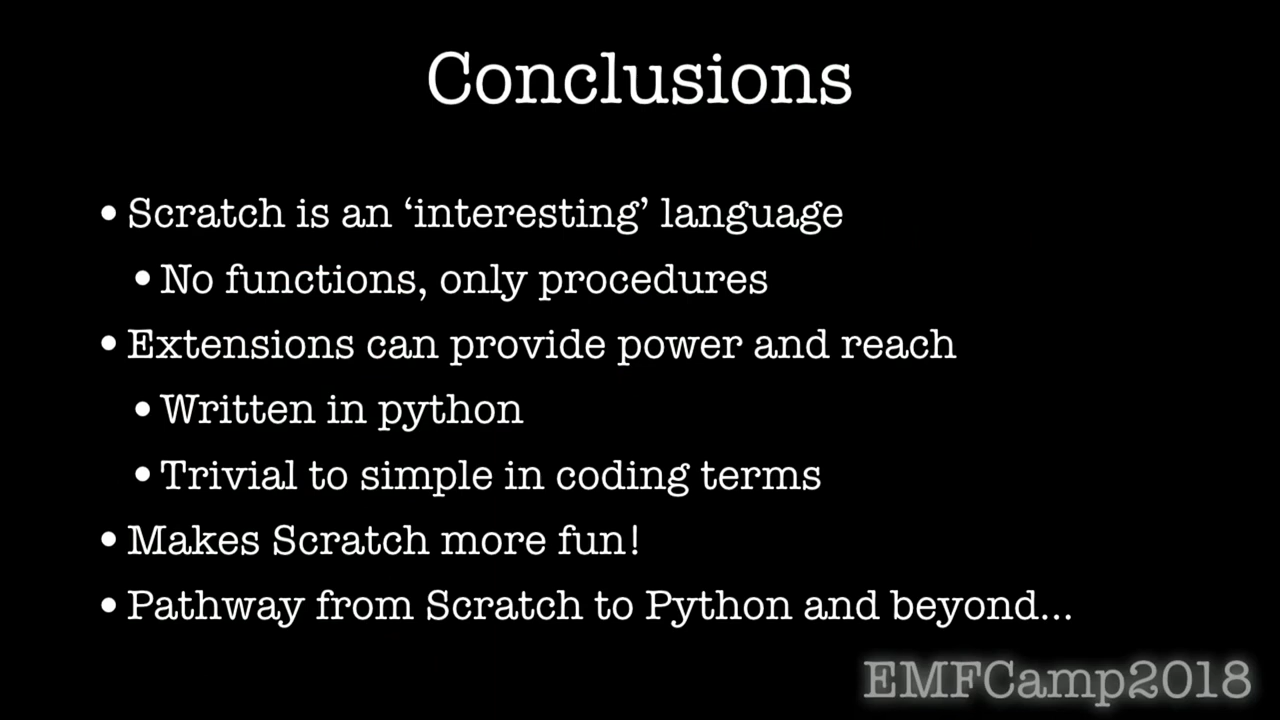 Conclusions
• Scratch is an ‘interesting’ language
• No functions, only procedures
• Extensions can provide power and reach
• Written in python
• Trivial to simple in coding terms
• Makes Scratch more fun!
• Pathway from Scratch to Python and beyond...
EMFCamp2018